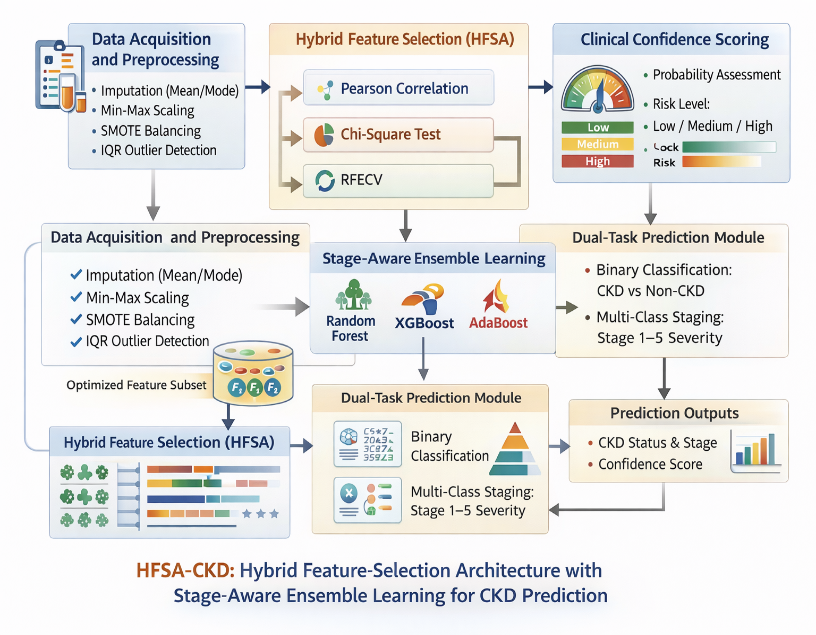 Data Acquisition
and Preprocessing
• Imputation (Mean/Mode)
• Min-Max Scaling
• SMOTE Balancing
• IQR Outlier Detection
Hybrid Feature Selection (HFSA)
Pearson Correlation
Chi-Square Test
RFECV
Clinical Confidence Scoring
• Probability Assessment
• Risk Level:
• Low / Medium / High
Low
Medium
High
Risk
Data Acquisition and Preprocessing
✓ Imputation (Mean/Mode)
✓ Min-Max Scaling
✓ SMOTE Balancing
✓ IQR Outlier Detection
Stage-Aware Ensemble Learning
Random
Forest
XGBoost
AdaBoost
Dual-Task Prediction Module
• Binary Classification:
CKD vs Non-CKD
• Multi-Class Staging:
Stage 1–5 Severity
Optimized Feature Subset
Hybrid Feature Selection (HFSA)
Dual-Task Prediction Module
Binary
Classification
Multi-Class Staging:
Stage 1–5 Severity
Prediction Outputs
• CKD Status & Stage
• Confidence Score
HFSA-CKD: Hybrid Feature-Selection Architecture with
Stage-Aware Ensemble Learning for CKD Prediction